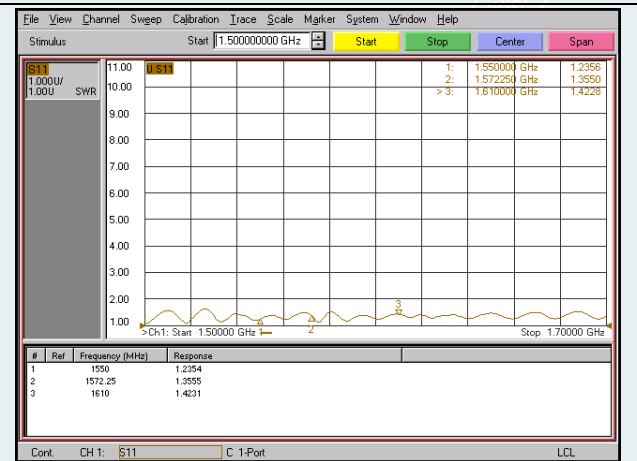 File View Channel Sweep Calibration Trace Scale Marker System Window Help
Stimulus Start 1.500000000 GHz Start Stop Center Span
S11
1.000U/
1.00U SWR
11.00
10.00
9.00
8.00
7.00
6.00
5.00
4.00
3.00
2.00
1.00
U S11
1: 1.550000 GHz 1.2356
2: 1.572250 GHz 1.3550
> 3: 1.610000 GHz 1.4228
3
2
1
>Ch1: Start 1.50000 GHz
Stop 1.70000 GHz
# Ref Frequency (MHz) Response
1 1550 1.2354
2 1572.25 1.3555
3 1610 1.4231
Cont. CH 1: S11 C 1-Port LCL